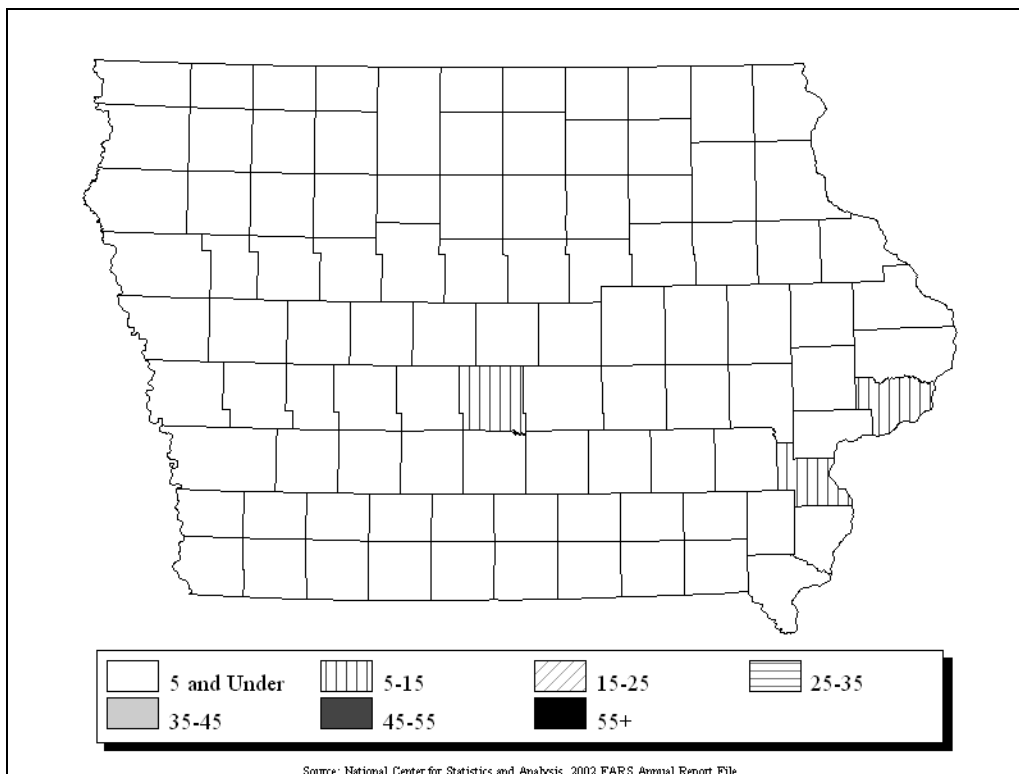 5 and Under 5-15 15-25 25-35
35-45 45-55 55+
Source: National Center for Statistics and Analysis, 2002 FARS Annual Report File